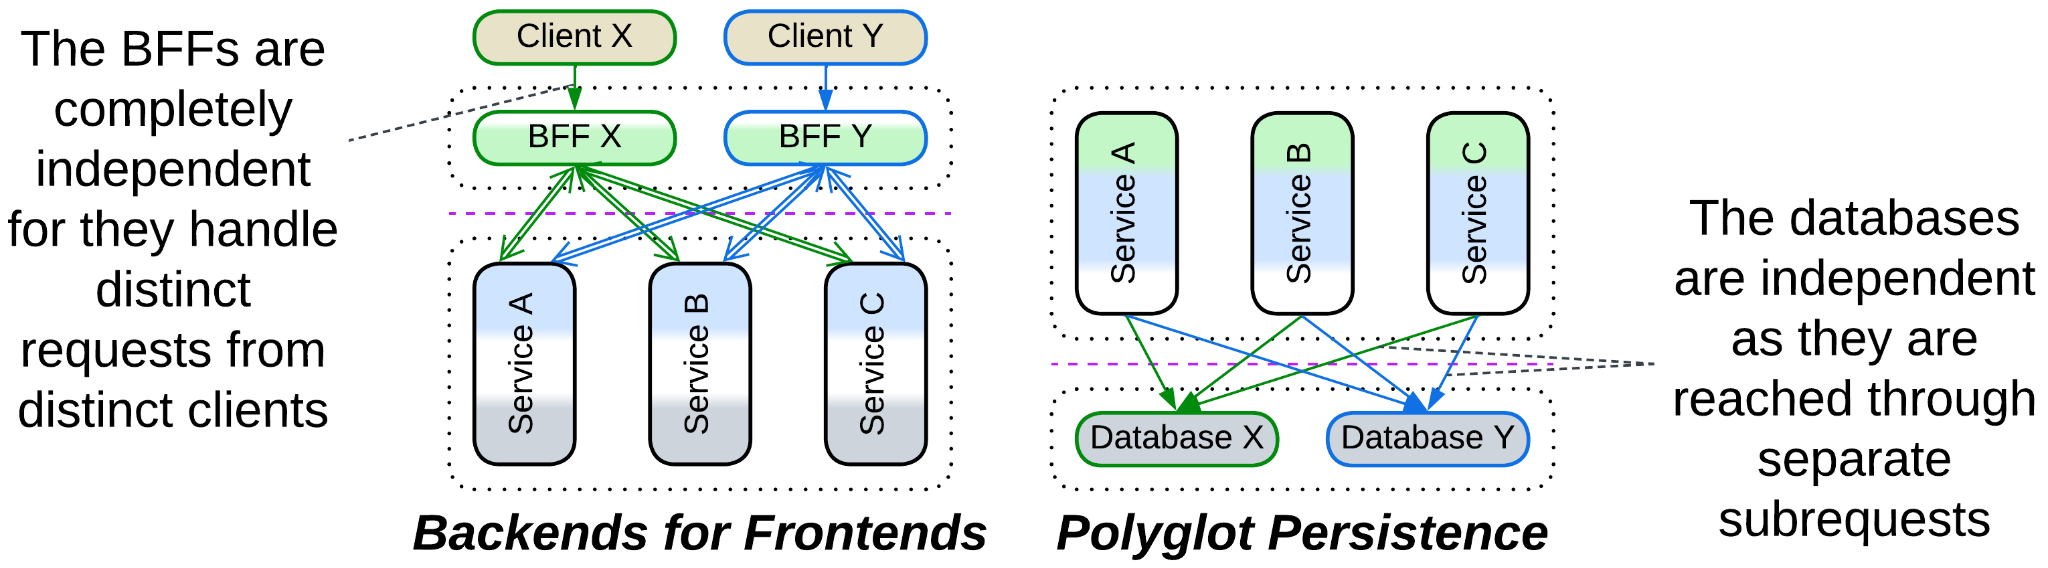 The BFFs are
completely
independent
for they handle
distinct
requests from
distinct clients
Client X
Client Y
BFF X
BFF Y
Service A
Service B
Service C
Backends for Frontends
Service A
Service B
Service C
Database X
Database Y
Polyglot Persistence
The databases
are independent
as they are
reached through
separate
subrequests